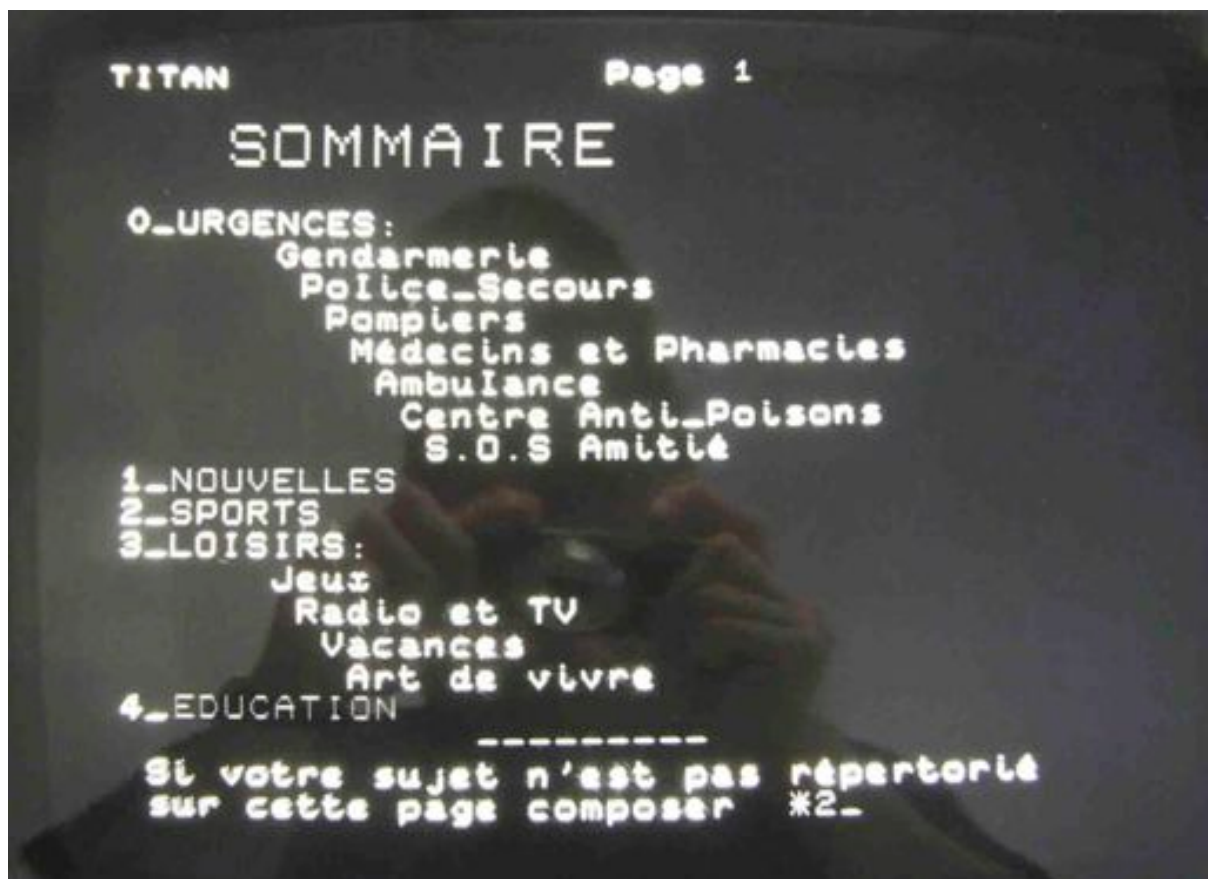 TITAN Page 1
SOMMAIRE
0_URGENCES:
Gendarmerie
Police_Secours
Pompiers
Médecins et Pharmacies
Ambulance
Centre Anti_Poisons
S.O.S Amitié
1_NOUVELLES
2_SPORTS
3_LOISIRS:
Jeux
Radio et TV
Vacances
Art de vivre
4_EDUCATION
_________
Si votre sujet n'est pas répertorié
sur cette page composer *2_